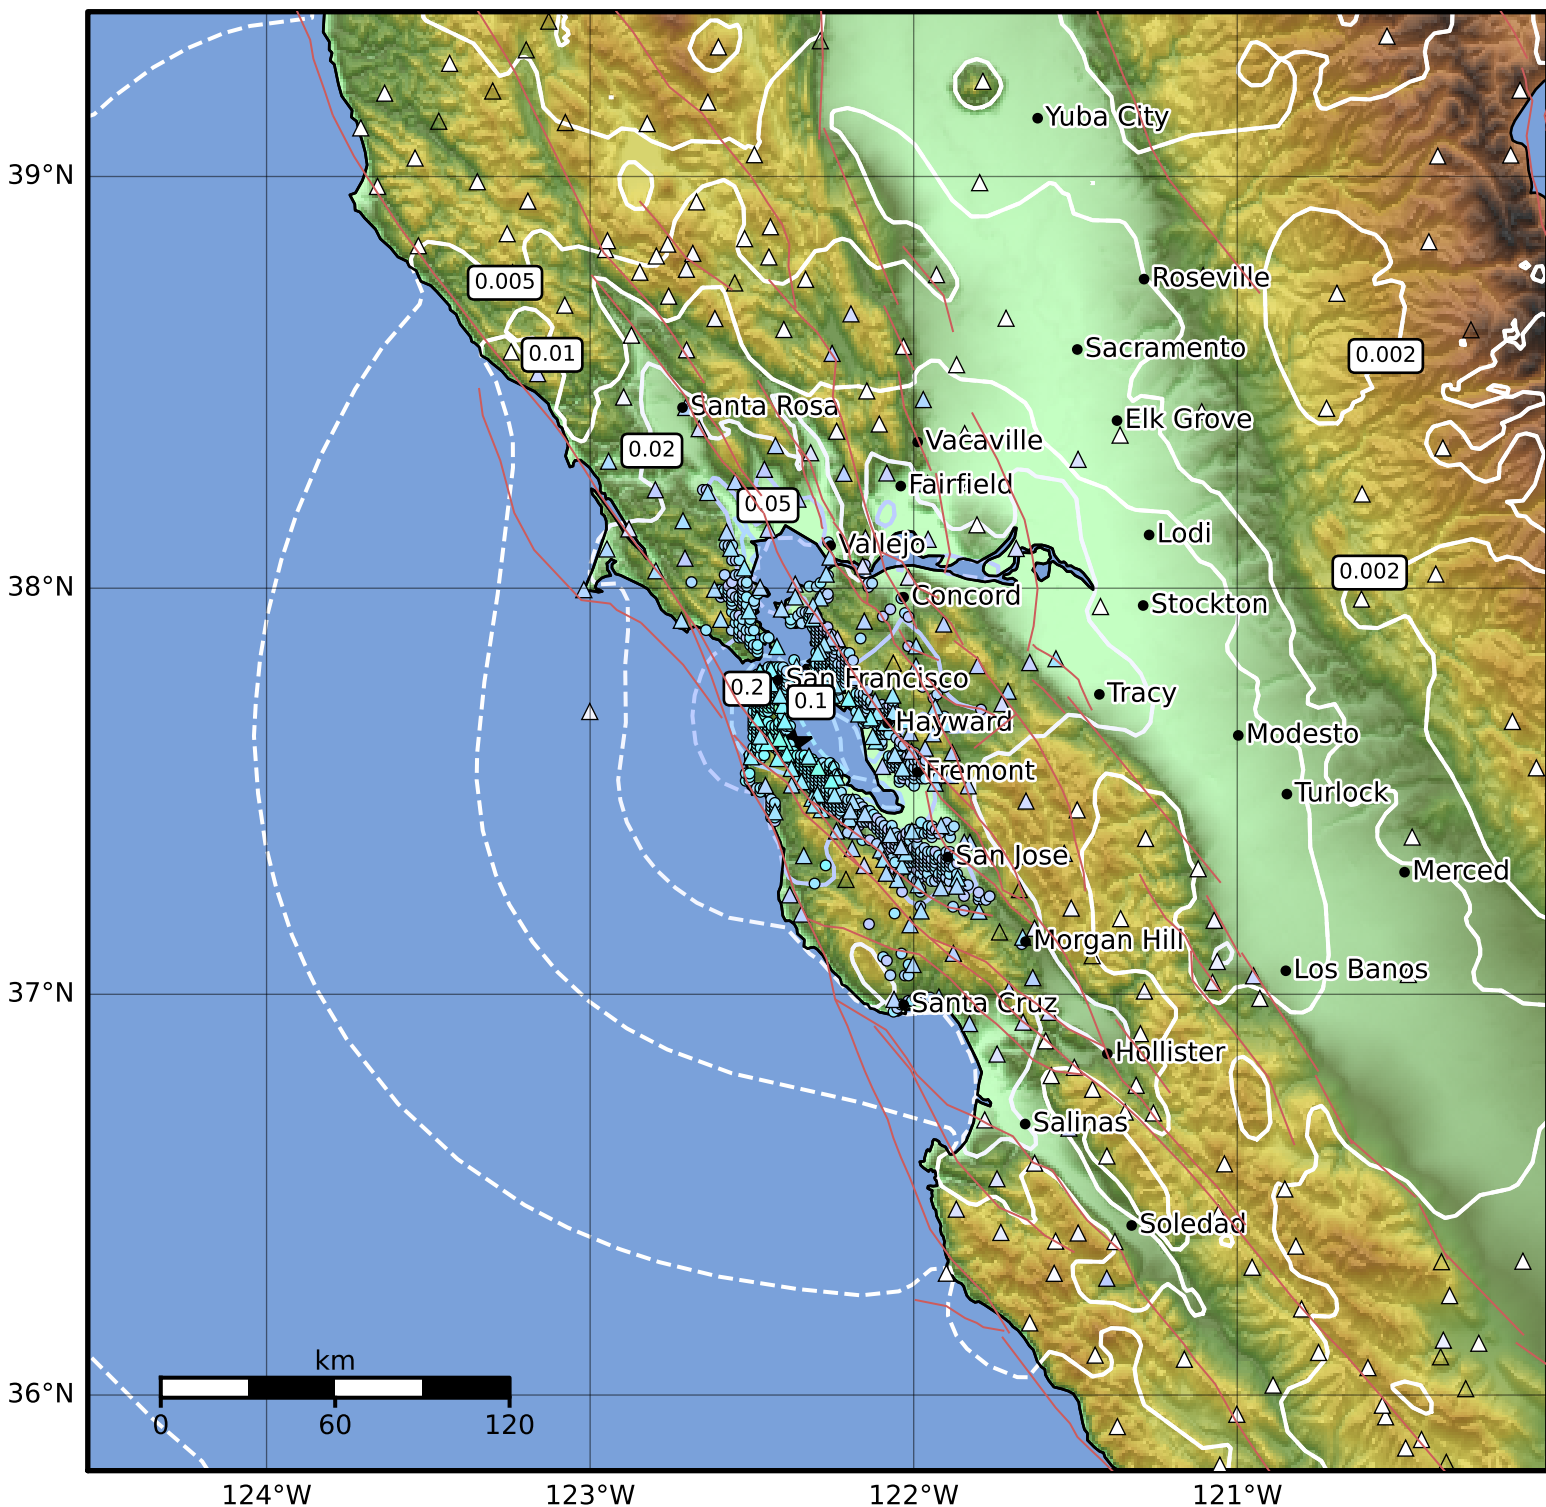 Yuba City
39°N
Roseville
0.005
Sacramento
0.01
0.002
Santa Rosa
Elk Grove
Vacaville
0.02
Fairfield
0.05
Lodi
Vallejo
0.002
38°N
Concord
Stockton
San Francisco
0.2
0.1
Tracy
Hayward
Modesto
Fremont
Turlock
San Jose
Merced
Morgan Hill
Los Banos
37°N
Santa Cruz
Hollister
Salinas
Soledad
km
36°N
0 60 120
124°W 123°W 122°W 121°W